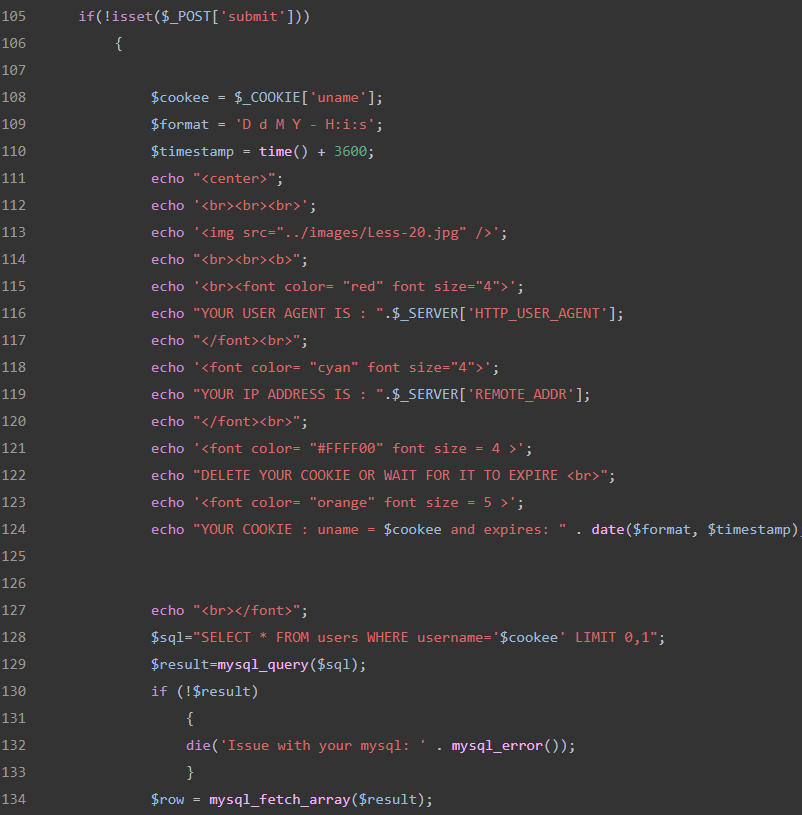 105 if(!isset($_POST['submit']))
106 {
107
108 $cookee = $_COOKIE['uname'];
109 $format = 'D d M Y - H:i:s';
110 $timestamp = time() + 3600;
111 echo "<center>";
112 echo '<br><br><br>';
113 echo '<img src="../images/Less-20.jpg" />';
114 echo "<br><br><b>";
115 echo '<br><font color= "red" font size="4">';
116 echo "YOUR USER AGENT IS : ".$_SERVER['HTTP_USER_AGENT'];
117 echo "</font><br>";
118 echo '<font color= "cyan" font size="4">';
119 echo "YOUR IP ADDRESS IS : ".$_SERVER['REMOTE_ADDR'];
120 echo "</font><br>";
121 echo '<font color= "#FFFF00" font size = 4 >';
122 echo "DELETE YOUR COOKIE OR WAIT FOR IT TO EXPIRE <br>";
123 echo '<font color= "orange" font size = 5 >';
124 echo "YOUR COOKIE : uname = $cookee and expires: " . date($format, $timestamp);
125
126
127 echo "<br></font>";
128 $sql="SELECT * FROM users WHERE username='$cookee' LIMIT 0,1";
129 $result=mysql_query($sql);
130 if (!$result)
131 {
132 die('Issue with your mysql: ' . mysql_error());
133 }
134 $row = mysql_fetch_array($result);